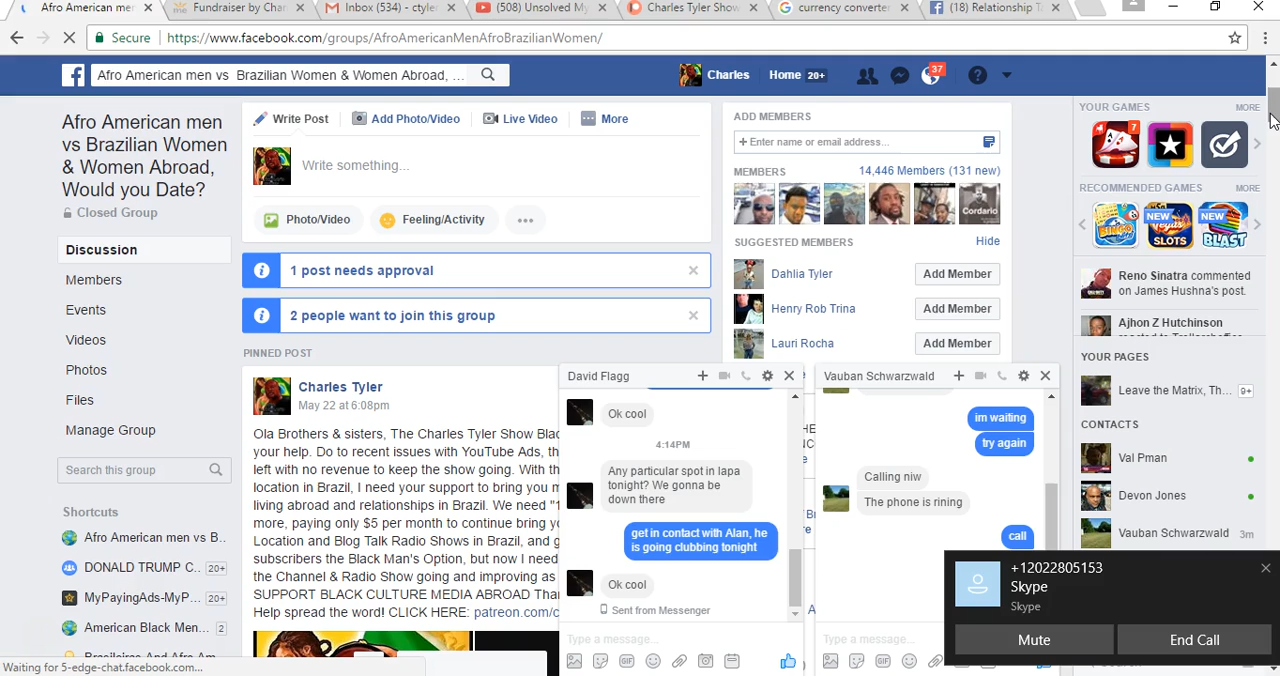 Afro American men
Fundraiser by Char
Inbox (534) - ctyler
(508) Unsolved My
Charles Tyler Show
currency converter
(18) Relationship T
Secure
https://www.facebook.com/groups/AfroAmericanMenAfroBrazilianWomen/
Afro American men vs Brazilian Women & Women Abroad, ...
Charles
Home 20+
37
Afro American men
vs Brazilian Women
& Women Abroad,
Would you Date?
Closed Group
Discussion
Members
Events
Videos
Photos
Files
Manage Group
Search this group
Shortcuts
Afro American men vs B...
DONALD TRUMP C... 20+
MyPayingAds-MyP... 20+
American Black Men... 2
Waiting for 5-edge-chat.facebook.com...
Write Post
Add Photo/Video
Live Video
More
Write something...
Photo/Video
Feeling/Activity
1 post needs approval
2 people want to join this group
PINNED POST
Charles Tyler
May 22 at 6:08pm
Ola Brothers & sisters, The Charles Tyler Show Blac
your help. Do to recent issues with YouTube Ads, th
left with no revenue to keep the show going. With th
location in Brazil, I need your support to bring you m
living abroad and relationships in Brazil. We need "1
more, paying only $5 per month to continue bring yo
Location and Blog Talk Radio Shows in Brazil, and g
subscribers the Black Man's Option, but now I need
the Channel & Radio Show going and improving as
SUPPORT BLACK CULTURE MEDIA ABROAD Than
Help spread the word! CLICK HERE: patreon.com/c
ADD MEMBERS
+ Enter name or email address...
MEMBERS
14,446 Members (131 new)
Cordario
SUGGESTED MEMBERS
Hide
Dahlia Tyler
Add Member
Henry Rob Trina
Add Member
Lauri Rocha
Add Member
David Flagg
Ok cool
4:14PM
Any particular spot in lapa
tonight? We gonna be
down there
get in contact with Alan, he
is going clubbing tonight
Ok cool
Sent from Messenger
Type a message...
Vauban Schwarzwald
im waiting
try again
Calling niw
The phone is rining
call
Type a message...
YOUR GAMES
MORE
7
RECOMMENDED GAMES
MORE
BINGO
NEW
VEGAS
SLOTS
NEW
BLAST
Reno Sinatra commented
on James Hushna's post.
Ajhon Z Hutchinson
YOUR PAGES
Leave the Matrix, Th... 9+
CONTACTS
Val Pman
Devon Jones
Vauban Schwarzwald 3m
+12022805153
Skype
Skype
Mute
End Call